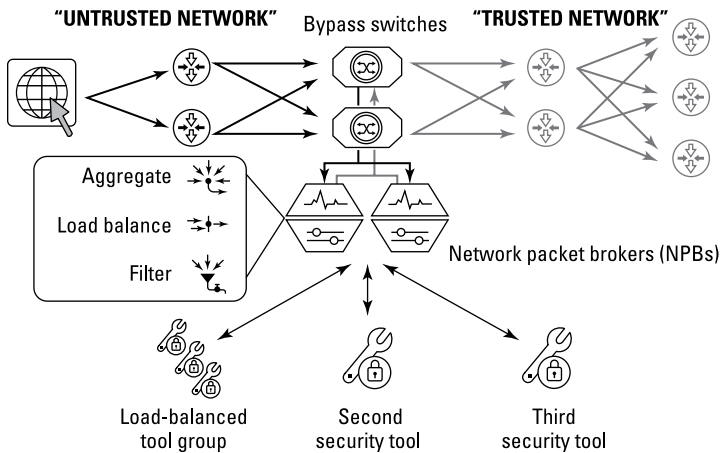 “UNTRUSTED NETWORK”
Bypass switches
“TRUSTED NETWORK”
Aggregate
Load balance
Filter
Network packet brokers (NPBs)
Load-balanced
tool group
Second
security tool
Third
security tool